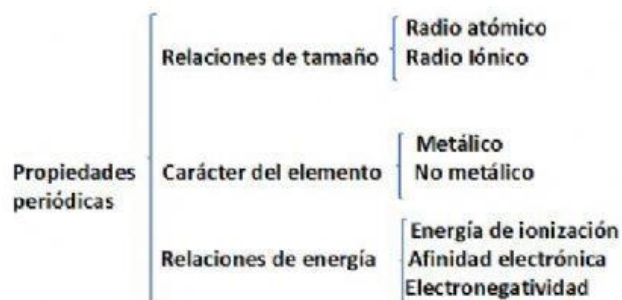 Propiedades
periódicas
Relaciones de tamaño
Radio atómico
Radio Iónico
Carácter del elemento
Metálico
No metálico
Relaciones de energía
Energía de ionización
Afinidad electrónica
Electronegatividad